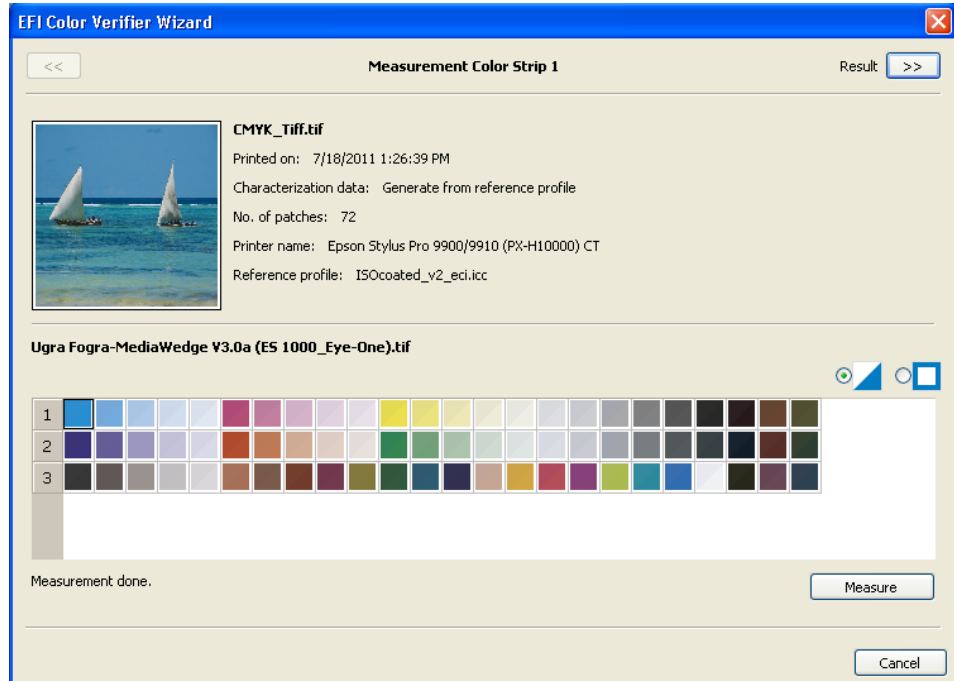 EFI Color Verifier Wizard
<< Measurement Color Strip 1 Result >>
CMYK_Tiff.tif
Printed on: 7/18/2011 1:26:39 PM
Characterization data: Generate from reference profile
No. of patches: 72
Printer name: Epson Stylus Pro 9900/9910 (PX-H10000) CT
Reference profile: ISOcoated_v2_eci.icc
Ugra Fogra-MediaWedge V3.0a (ES 1000_Eye-One).tif
1
2
3
Measurement done.
Measure
Cancel